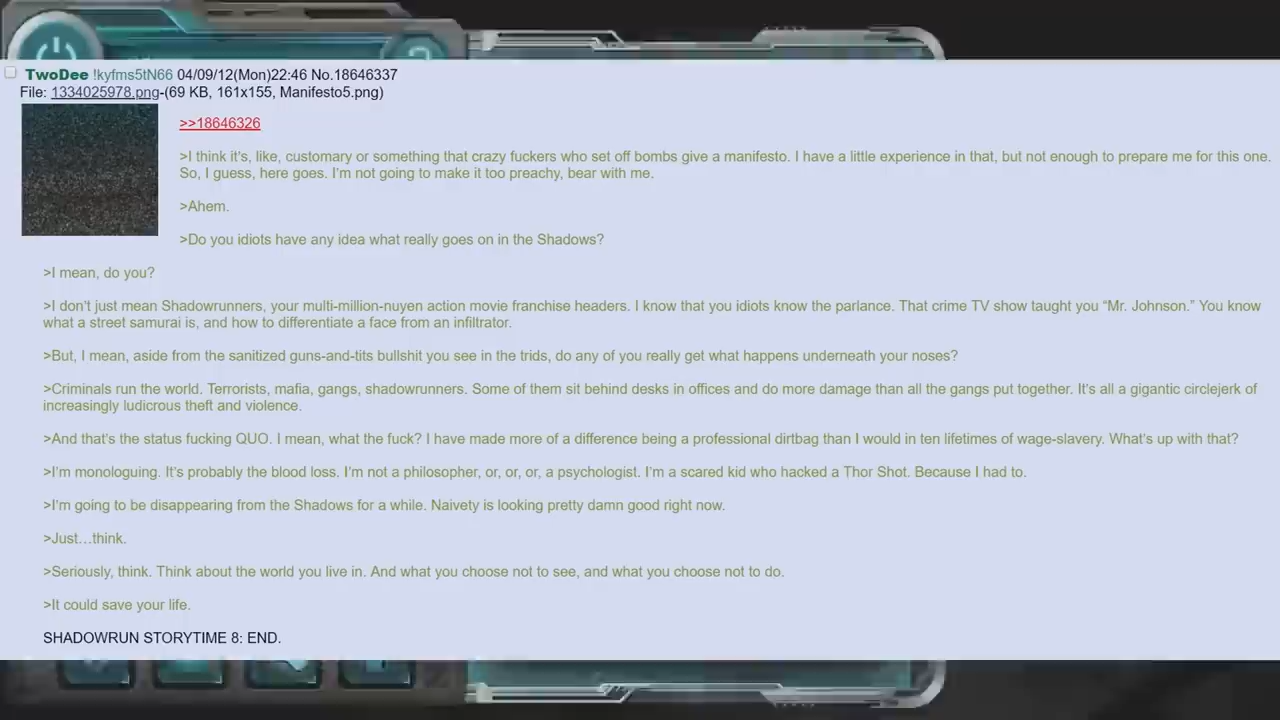 TwoDee !kyfms5tN66 04/09/12(Mon)22:46 No.18646337
File: 1334025978.png-(69 KB, 161x155, Manifesto5.png)
>>18646326
>I think it's, like, customary or something that crazy fuckers who set off bombs give a manifesto. I have a little experience in that, but not enough to prepare me for this one.
So, I guess, here goes. I'm not going to make it too preachy, bear with me.
>Ahem.
>Do you idiots have any idea what really goes on in the Shadows?
>I mean, do you?
>I don't just mean Shadowrunners, your multi-million-nuyen action movie franchise headers. I know that you idiots know the parlance. That crime TV show taught you “Mr. Johnson.” You know
what a street samurai is, and how to differentiate a face from an infiltrator.
>But, I mean, aside from the sanitized guns-and-tits bullshit you see in the trids, do any of you really get what happens underneath your noses?
>Criminals run the world. Terrorists, mafia, gangs, shadowrunners. Some of them sit behind desks in offices and do more damage than all the gangs put together. It's all a gigantic circlejerk of
increasingly ludicrous theft and violence.
>And that's the status fucking QUO. I mean, what the fuck? I have made more of a difference being a professional dirtbag than I would in ten lifetimes of wage-slavery. What's up with that?
>I'm monologuing. It's probably the blood loss. I'm not a philosopher, or, or, or, a psychologist. I'm a scared kid who hacked a Thor Shot. Because I had to.
>I'm going to be disappearing from the Shadows for a while. Naivety is looking pretty damn good right now.
>Just…think.
>Seriously, think. Think about the world you live in. And what you choose not to see, and what you choose not to do.
>It could save your life.
SHADOWRUN STORYTIME 8: END.